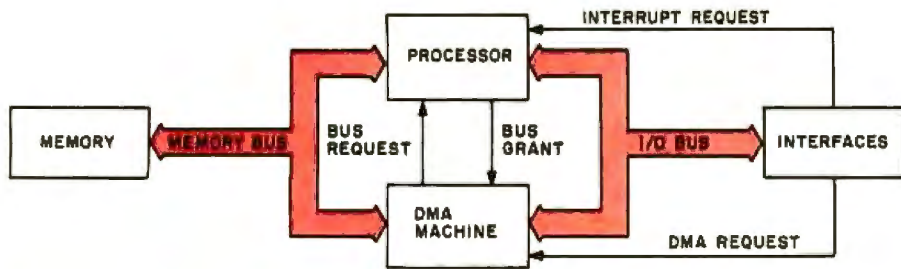 INTERRUPT REQUEST
PROCESSOR
MEMORY
MEMORY BUS
BUS
REQUEST
BUS
GRANT
I/O BUS
INTERFACES
DMA
MACHINE
DMA REQUEST